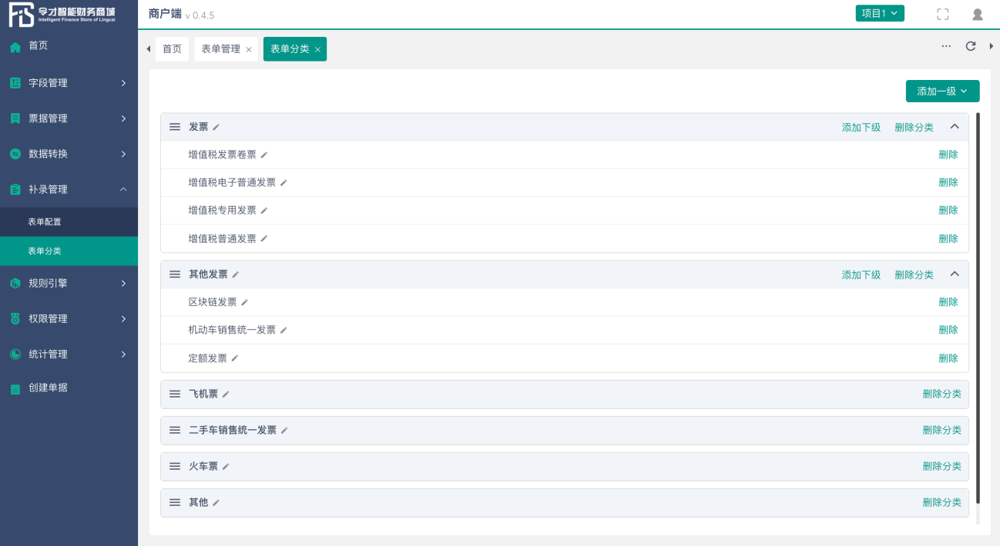 令才智能财务商城
Intelligent Finance Store of Lingcai
首页
字段管理
票据管理
数据转换
补录管理
表单配置
表单分类
规则引擎
权限管理
统计管理
创建单据
商户端 v 0.4.5
项目1
首页
表单管理
表单分类
添加一级
发票 添加下级 删除分类
增值税发票卷票 删除
增值税电子普通发票 删除
增值税专用发票 删除
增值税普通发票 删除
其他发票 添加下级 删除分类
区块链发票 删除
机动车销售统一发票 删除
定额发票 删除
飞机票 删除分类
二手车销售统一发票 删除分类
火车票 删除分类
其他 删除分类